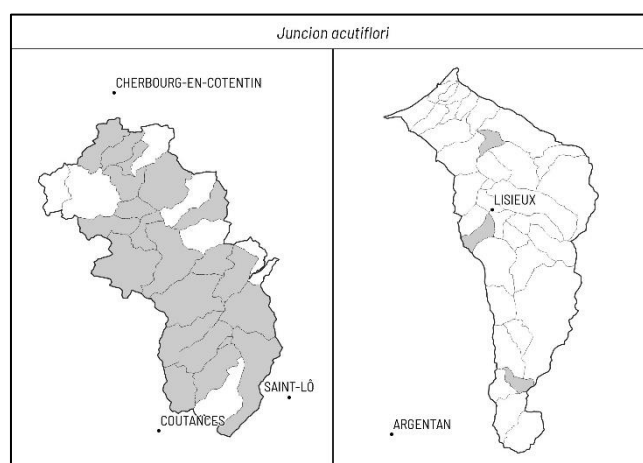 Juncion acutiflori
CHERBOURG-EN-COTENTIN
LISIEUX
SAINT-LÔ
COUTANCES
ARGENTAN